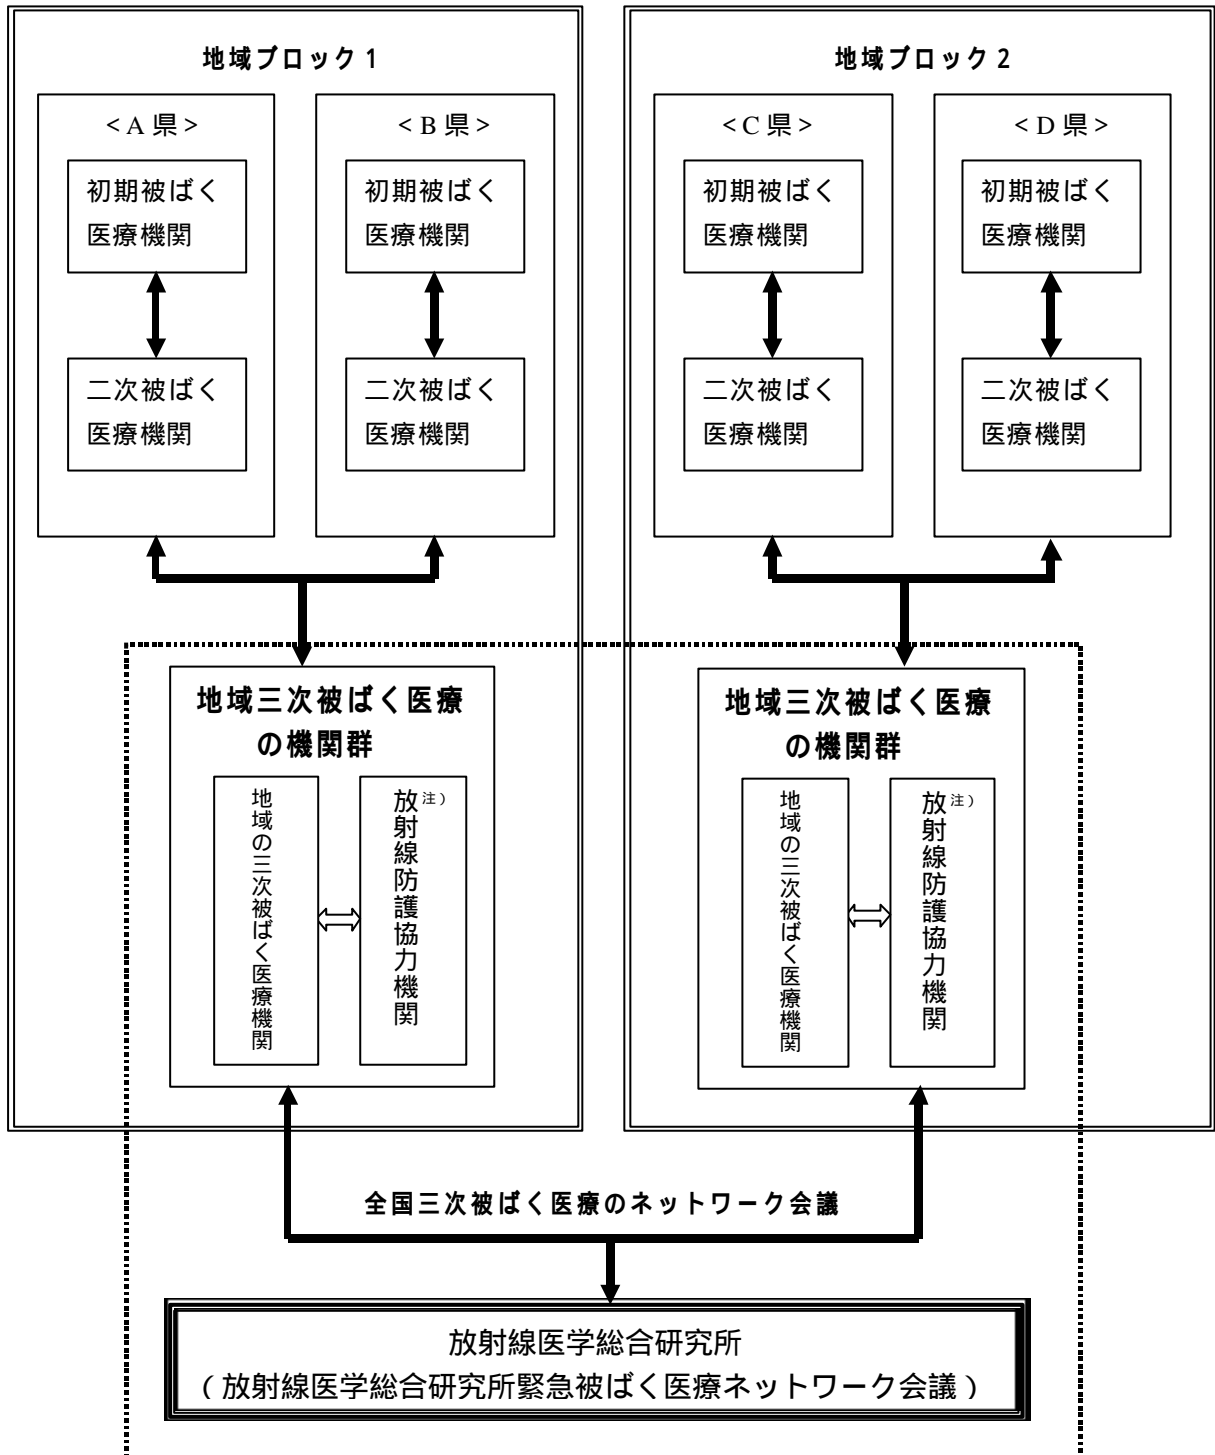 地域ブロック1
<A県>
初期被ばく
医療機関
二次被ばく
医療機関
<B県>
初期被ばく
医療機関
二次被ばく
医療機関
地域三次被ばく医療
の機関群
地域の三次被ばく医療機関
放射線防護協力機関注)
地域ブロック2
<C県>
初期被ばく
医療機関
二次被ばく
医療機関
<D県>
初期被ばく
医療機関
二次被ばく
医療機関
地域三次被ばく医療
の機関群
地域の三次被ばく医療機関
放射線防護協力機関注)
全国三次被ばく医療のネットワーク会議
放射線医学総合研究所
(放射線医学総合研究所緊急被ばく医療ネットワーク会議)